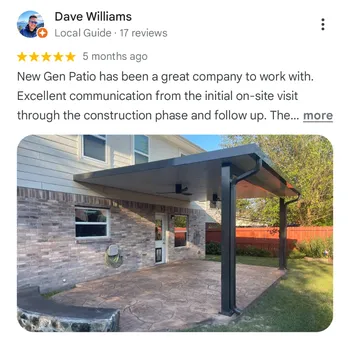 Dave Williams
Local Guide · 17 reviews
5 months ago
New Gen Patio has been a great company to work with.
Excellent communication from the initial on-site visit
through the construction phase and follow up. The... more